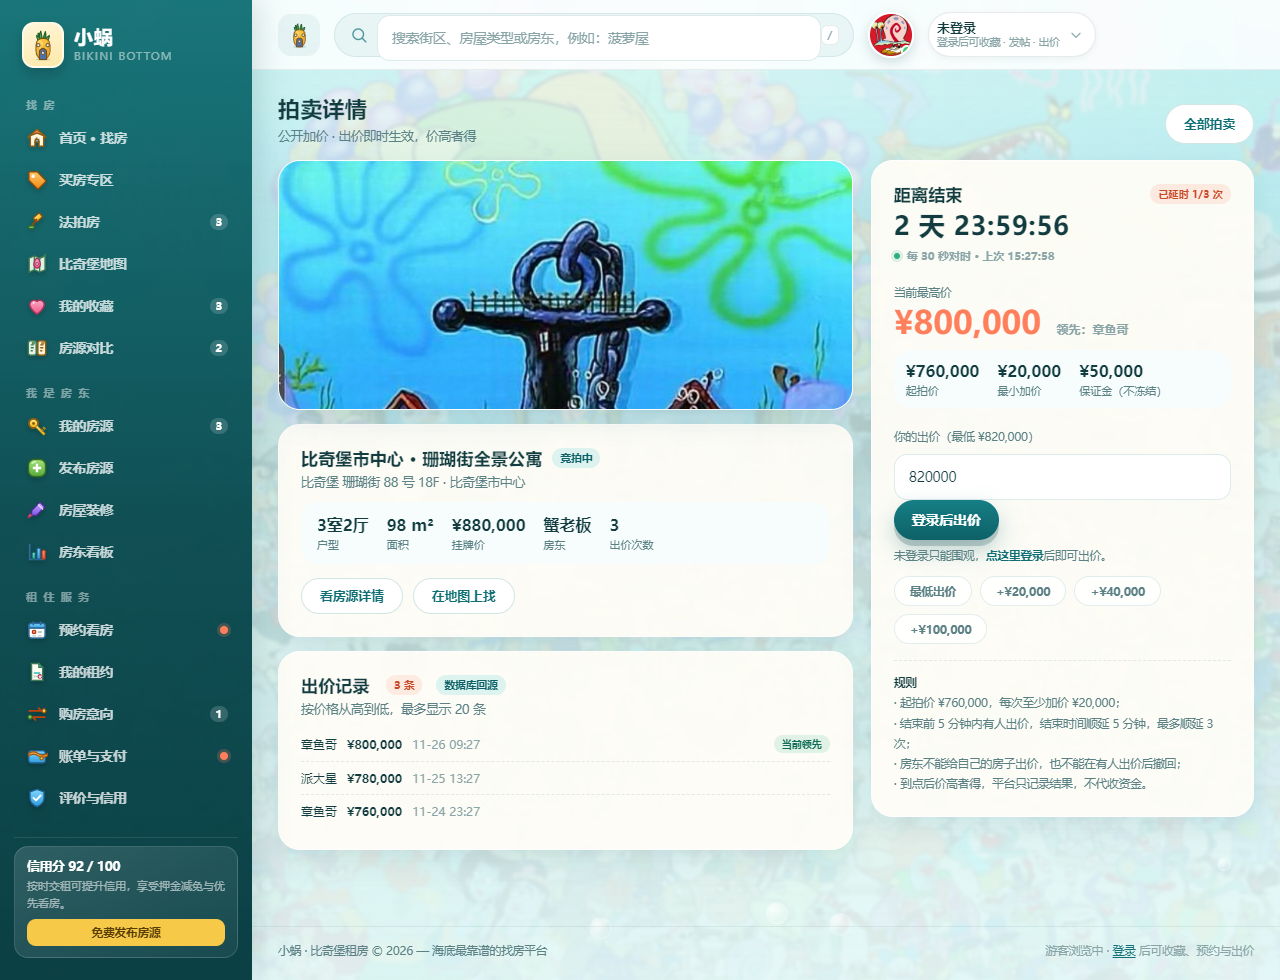 小蜗
BIKINI BOTTOM
找房
首页 • 找房
买房专区
法拍房 3
比奇堡地图
我的收藏 3
房源对比 2
我是房东
我的房源 3
发布房源
房屋装修
房东看板
租住服务
预约看房
我的租约
购房意向 1
账单与支付
评价与信用
信用分 92 / 100
按时交租可提升信用，享受押金减免与优
先看房。
免费发布房源
搜索街区、房屋类型或房东，例如：菠萝屋
/
未登录
登录后可收藏 · 发帖 · 出价
拍卖详情
公开加价 · 出价即时生效，价高者得
全部拍卖
比奇堡市中心 • 珊瑚街全景公寓 竞拍中
比奇堡 珊瑚街 88 号 18F · 比奇堡市中心
3室2厅 98 m² ¥880,000 蟹老板 3
户型 面积 挂牌价 房东 出价次数
看房源详情 在地图上找
出价记录 3 条 数据库回源
按价格从高到低，最多显示 20 条
章鱼哥 ¥800,000 11-26 09:27 当前领先
派大星 ¥780,000 11-25 13:27
章鱼哥 ¥760,000 11-24 23:27
距离结束 已延时 1/3 次
2 天 23:59:56
每 30 秒对时 • 上次 15:27:58
当前最高价
¥800,000 领先：章鱼哥
¥760,000 ¥20,000 ¥50,000
起拍价 最小加价 保证金（不冻结）
你的出价（最低 ¥820,000）
820000
登录后出价
未登录只能围观，点这里登录后即可出价。
最低出价 +¥20,000 +¥40,000
+¥100,000
规则
· 起拍价 ¥760,000，每次至少加价 ¥20,000；
· 结束前 5 分钟内有人出价，结束时间顺延 5 分钟，最多顺延 3
次；
· 房东不能给自己的房子出价，也不能在有人出价后撤回；
· 到点后价高者得，平台只记录结果，不代收资金。
小蜗 · 比奇堡租房 © 2026 — 海底最靠谱的找房平台
游客浏览中 · 登录 后可收藏、预约与出价